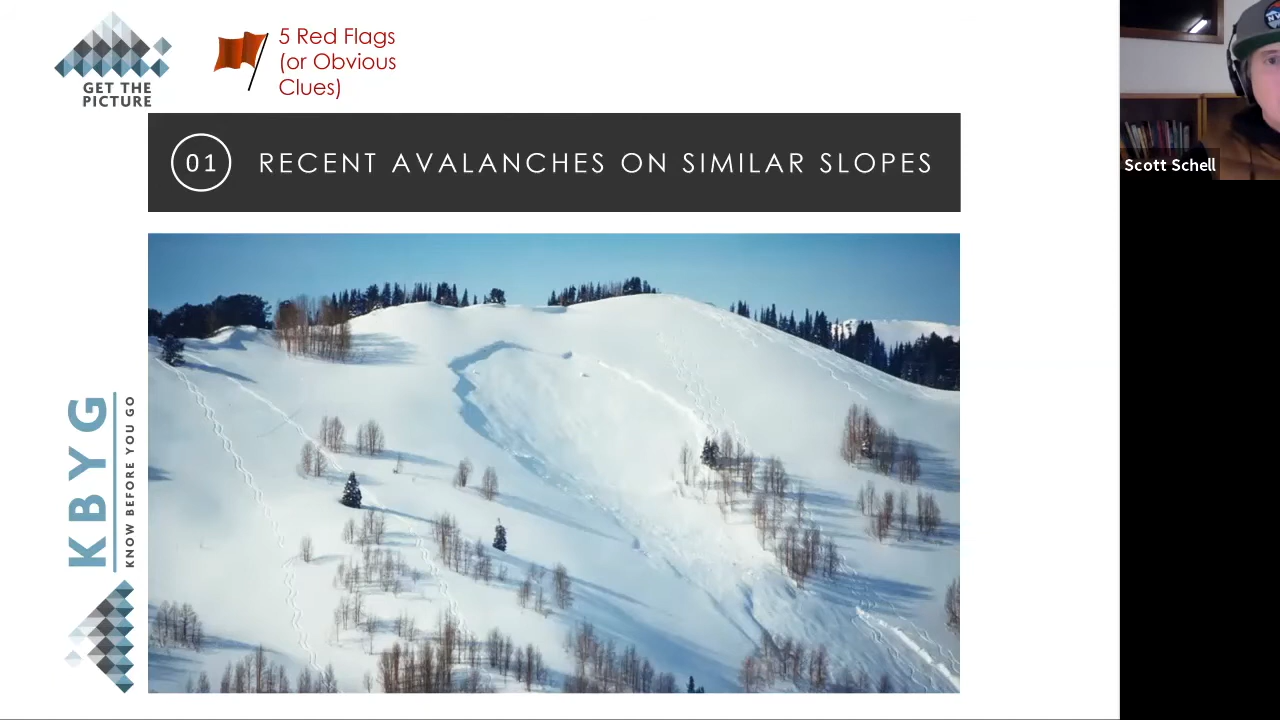 GET THE
PICTURE
5 Red Flags
(or Obvious
Clues)
01 RECENT AVALANCHES ON SIMILAR SLOPES
Scott Schell
KBYG
KNOW BEFORE YOU GO